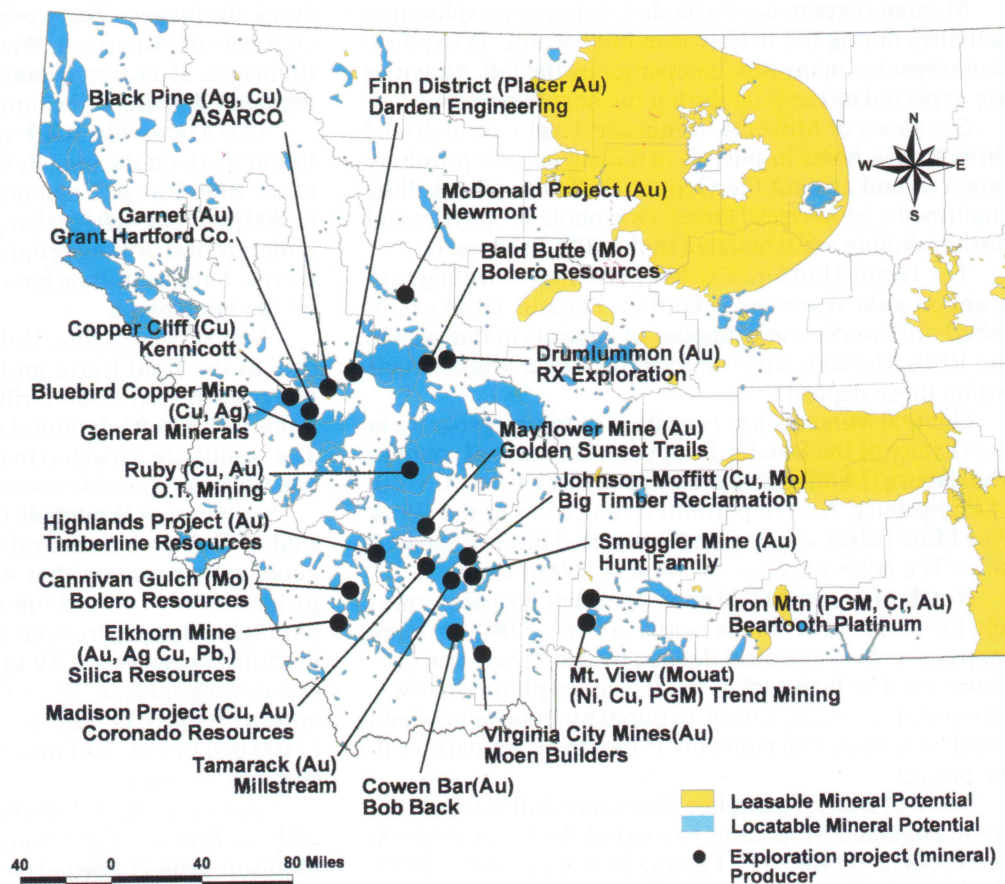 Black Pine (Ag, Cu)
ASARCO
Finn District (Placer Au)
Darden Engineering
N
W
E
S
McDonald Project (Au)
Newmont
Garnet (Au)
Grant Hartford Co.
Bald Butte (Mo)
Bolero Resources
Copper Cliff (Cu)
Kennicott
Drumlummon (Au)
RX Exploration
Bluebird Copper Mine
(Cu, Ag)
General Minerals
Mayflower Mine (Au)
Golden Sunset Trails
Ruby (Cu, Au)
O.T. Mining
Johnson-Moffitt (Cu, Mo)
Big Timber Reclamation
Highlands Project (Au)
Timberline Resources
Smuggler Mine (Au)
Hunt Family
Cannivan Gulch (Mo)
Bolero Resources
Iron Mtn (PGM, Cr, Au)
Beartooth Platinum
Elkhorn Mine
(Au, Ag Cu, Pb,)
Silica Resources
Mt. View (Mouat)
(Ni, Cu, PGM) Trend Mining
Madison Project (Cu, Au)
Coronado Resources
Virginia City Mines(Au)
Moen Builders
Tamarack (Au)
Millstream
Cowen Bar(Au)
Bob Back
Leasable Mineral Potential
Locatable Mineral Potential
Exploration project (mineral)
Producer
40 0 40 80 Miles